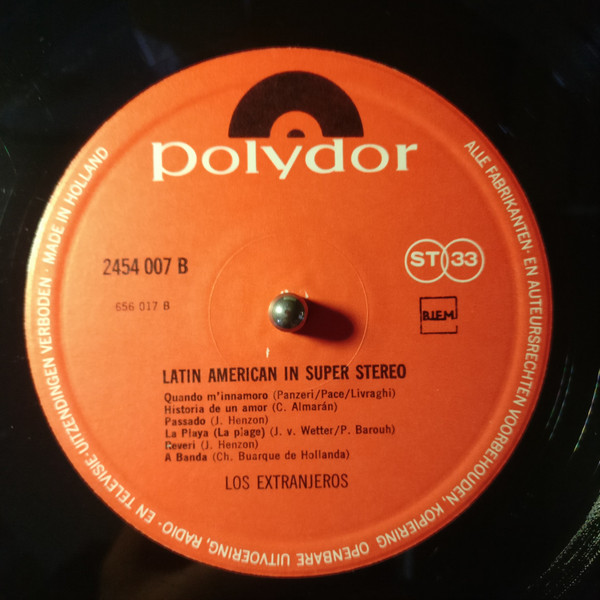 polydor
2454 007 B
656 017 B
ST 33
B.I.E.M.
LATIN AMERICAN IN SUPER STEREO
Quando m'innamoro (Panzeri/Pace/Livraghi)
Historia de un amor (C. Almarán)
Passado (J. Henzon)
La Playa (La plage) (J. v. Wetter/P. Barouh)
Ceveri (J. Henzon)
A Banda (Ch. Buarque de Hollanda)
LOS EXTRANJEROS
ALLE FABRIKANTEN- EN AUTEURSRECHTEN VOORBEHOUDEN, KOPIERING, OPENBARE UITVOERING, RADIO- EN TELEVISIE-UITZENDINGEN VERBODEN · MADE IN HOLLAND